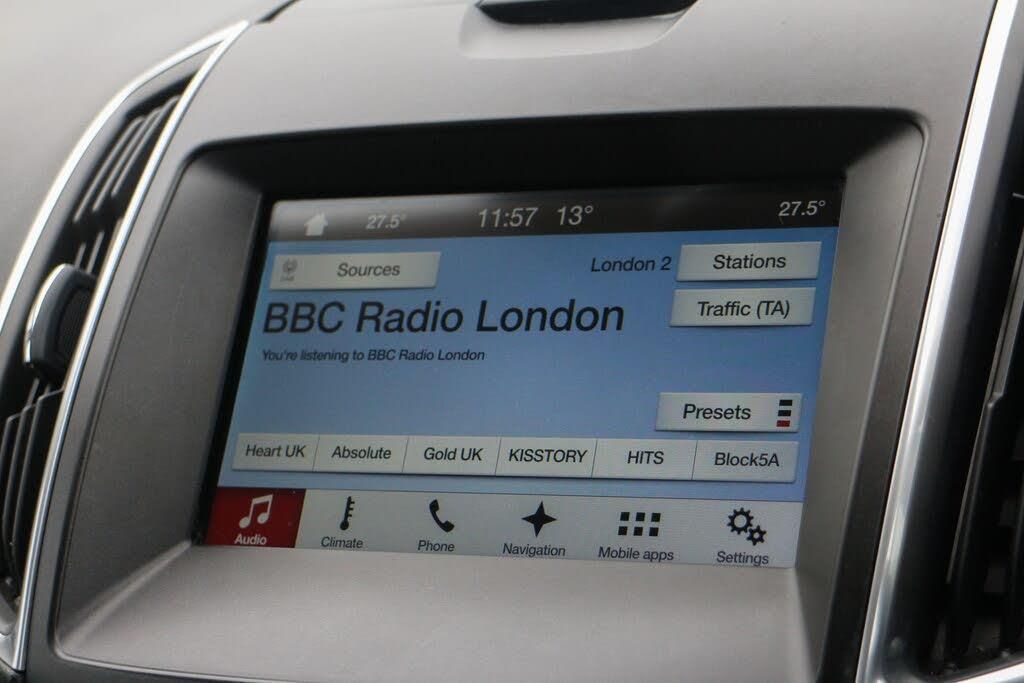 27.5° 11:57 13° 27.5°
Sources London 2 Stations
BBC Radio London Traffic (TA)
You're listening to BBC Radio London
Presets
Heart UK Absolute Gold UK KISSTORY HITS Block5A
Audio Climate Phone Navigation Mobile apps Settings